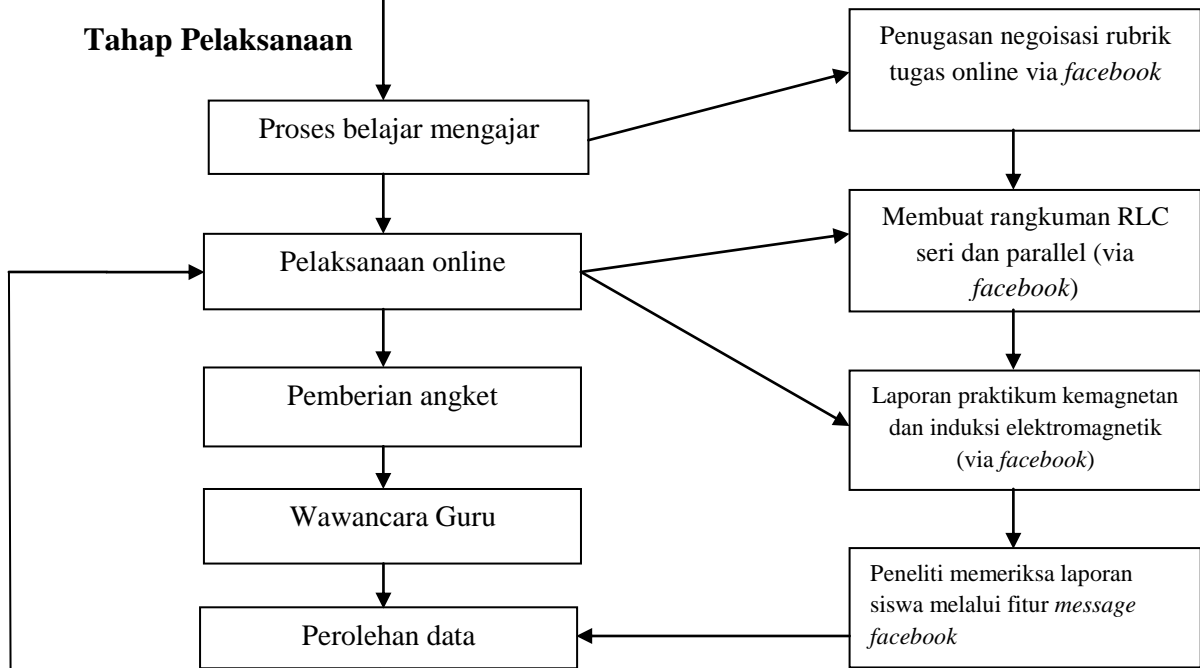 Tahap Pelaksanaan
Penugasan negoisasi rubrik
tugas online via facebook
Proses belajar mengajar
Membuat rangkuman RLC
seri dan parallel (via
facebook)
Pelaksanaan online
Pemberian angket
Laporan praktikum kemagnetan
dan induksi elektromagnetik
(via facebook)
Wawancara Guru
Peneliti memeriksa laporan
siswa melalui fitur message
facebook
Perolehan data